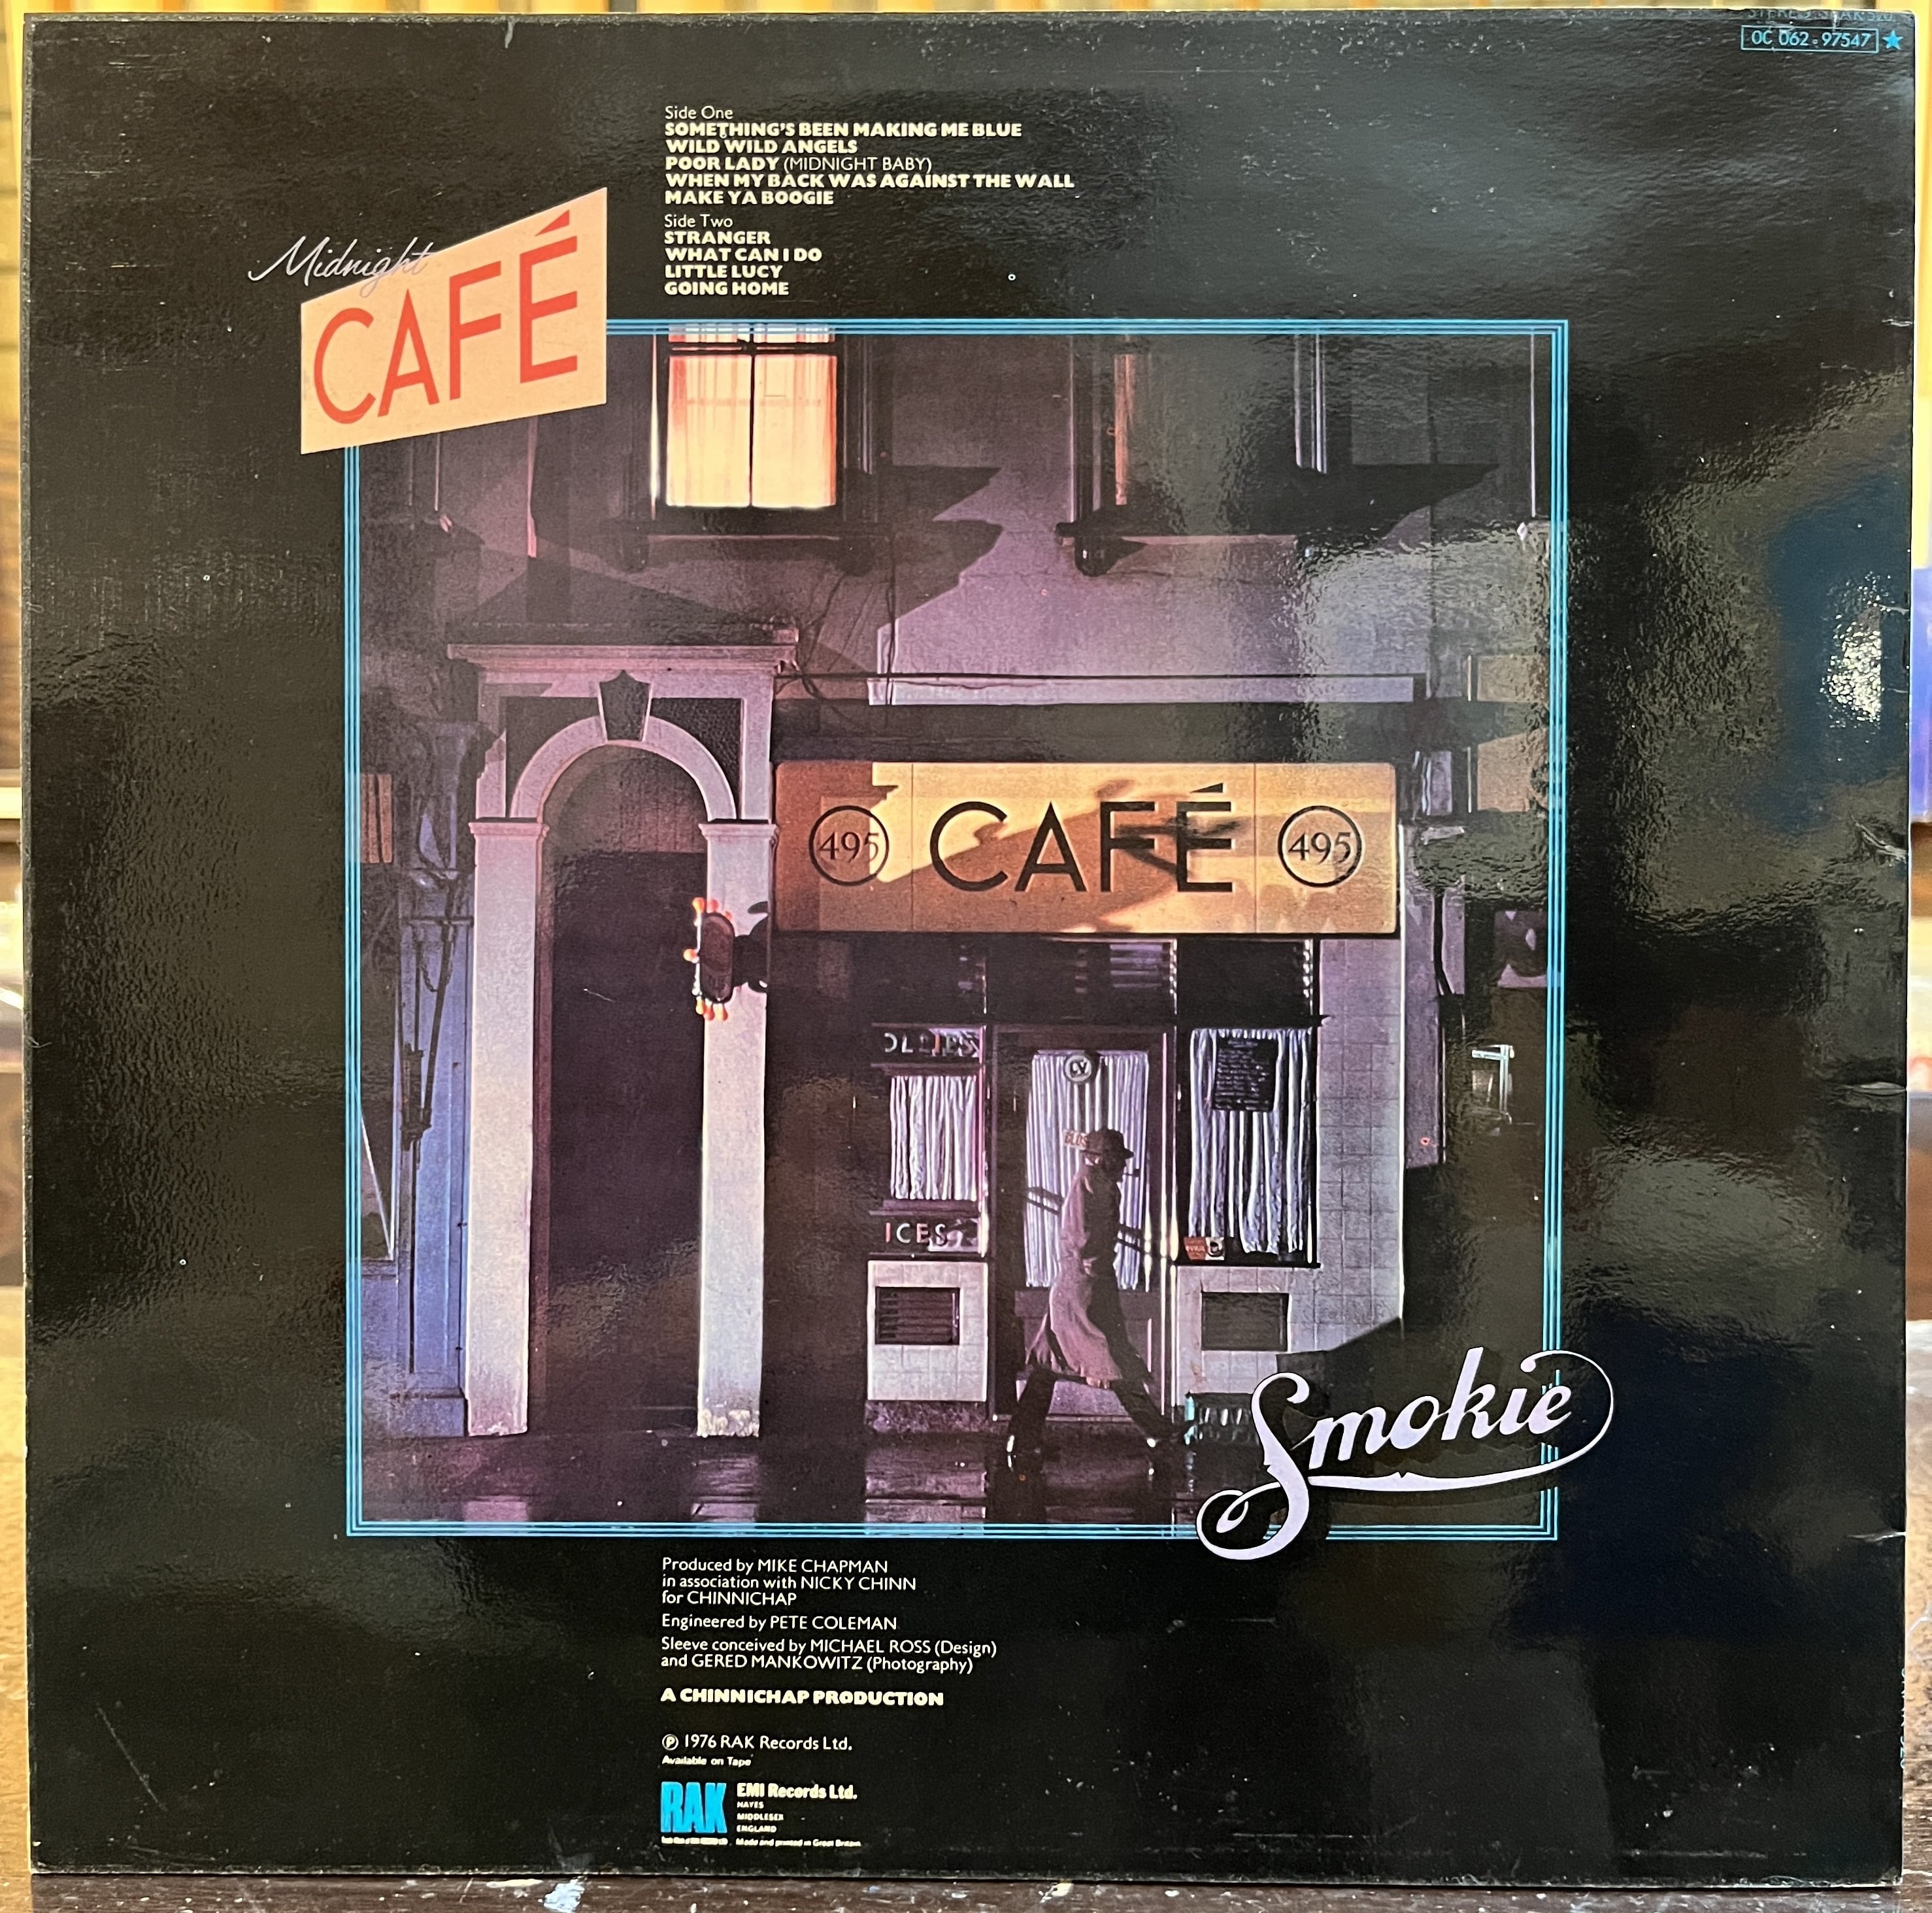 OC 062-97547 ★
Side One
SOMETHING'S BEEN MAKING ME BLUE
WILD WILD ANGELS
POOR LADY (MIDNIGHT BABY)
WHEN MY BACK WAS AGAINST THE WALL
MAKE YA BOOGIE
Side Two
STRANGER
WHAT CAN I DO
LITTLE LUCY
GOING HOME
Midnight
CAFÉ
495 CAFÉ 495
LV
ICES
Smokie
Produced by MIKE CHAPMAN
in association with NICKY CHINN
for CHINNICHAP
Engineered by PETE COLEMAN
Sleeve conceived by MICHAEL ROSS (Design)
and GERED MANKOWITZ (Photography)
A CHINNICHAP PRODUCTION
℗ 1976 RAK Records Ltd.
Available on Tape
RAK EMI Records Ltd.
HAYES
MIDDLESEX
ENGLAND
Made and printed in Great Britain